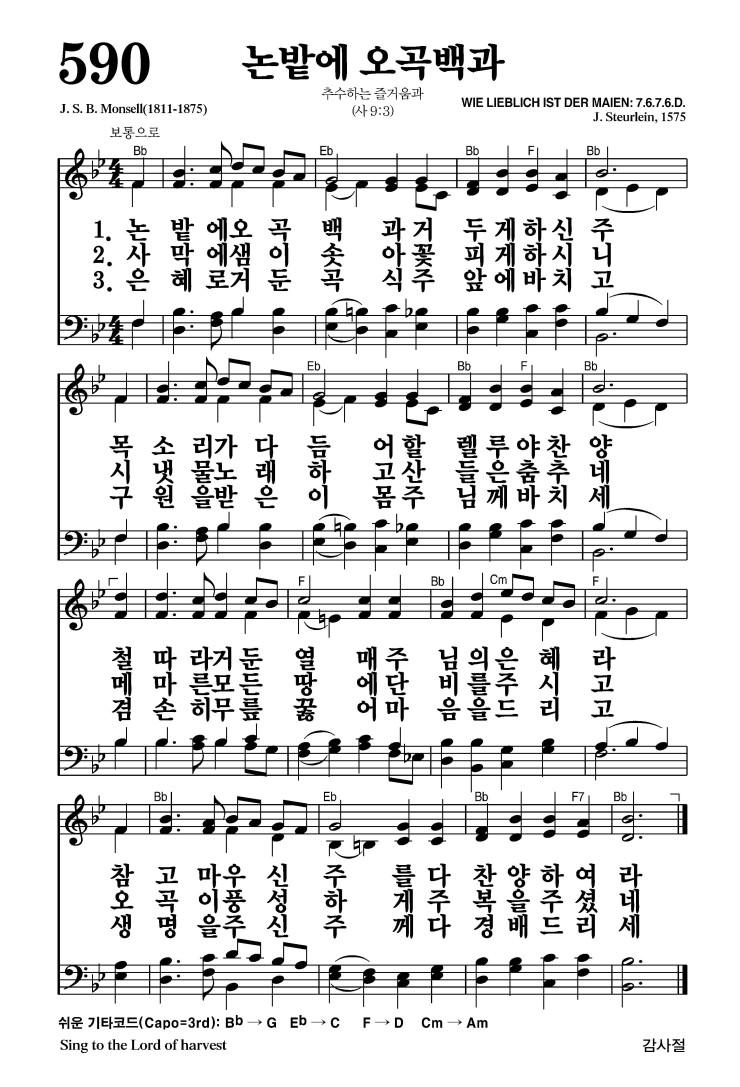 590
논밭에 오곡백과
추수하는 즐거움과
(사 9:3)
J. S. B. Monsell(1811-1875)
WIE LIEBLICH IST DER MAIEN: 7.6.7.6.D.
J. Steurlein, 1575
보통으로
Bb Eb Bb F Bb
1. 논 밭 에오 곡 백 과거 두 게하신 주
2. 사 막 에샘 이 솟 아꽃 피 게하시 니
3. 은 혜 로거 둔 곡 식주 앞 에바치 고
Eb Bb F Bb
목 소 리가 다 듬 어할 렐 루야찬 양
시 냇 물노 래 하 고산 들 은춤추 네
구 원 을받 은 이 몸주 님 께바치 세
F Bb Cm F
철 따 라거 둔 열 매주 님 의은 혜 라
메 마 른모 든 땅 에단 비 를주 시 고
겸 손 히무 릎 꿇 어마 음 을드 리 고
Bb Eb Bb F7 Bb
참 고 마우 신 주 를다 찬 양하 여 라
오 곡 이풍 성 하 게주 복 을주 셨 네
생 명 을주 신 주 께다 경 배드 리 세
쉬운 기타코드(Capo=3rd): Bb → G Eb → C F → D Cm → Am
Sing to the Lord of harvest
감사절